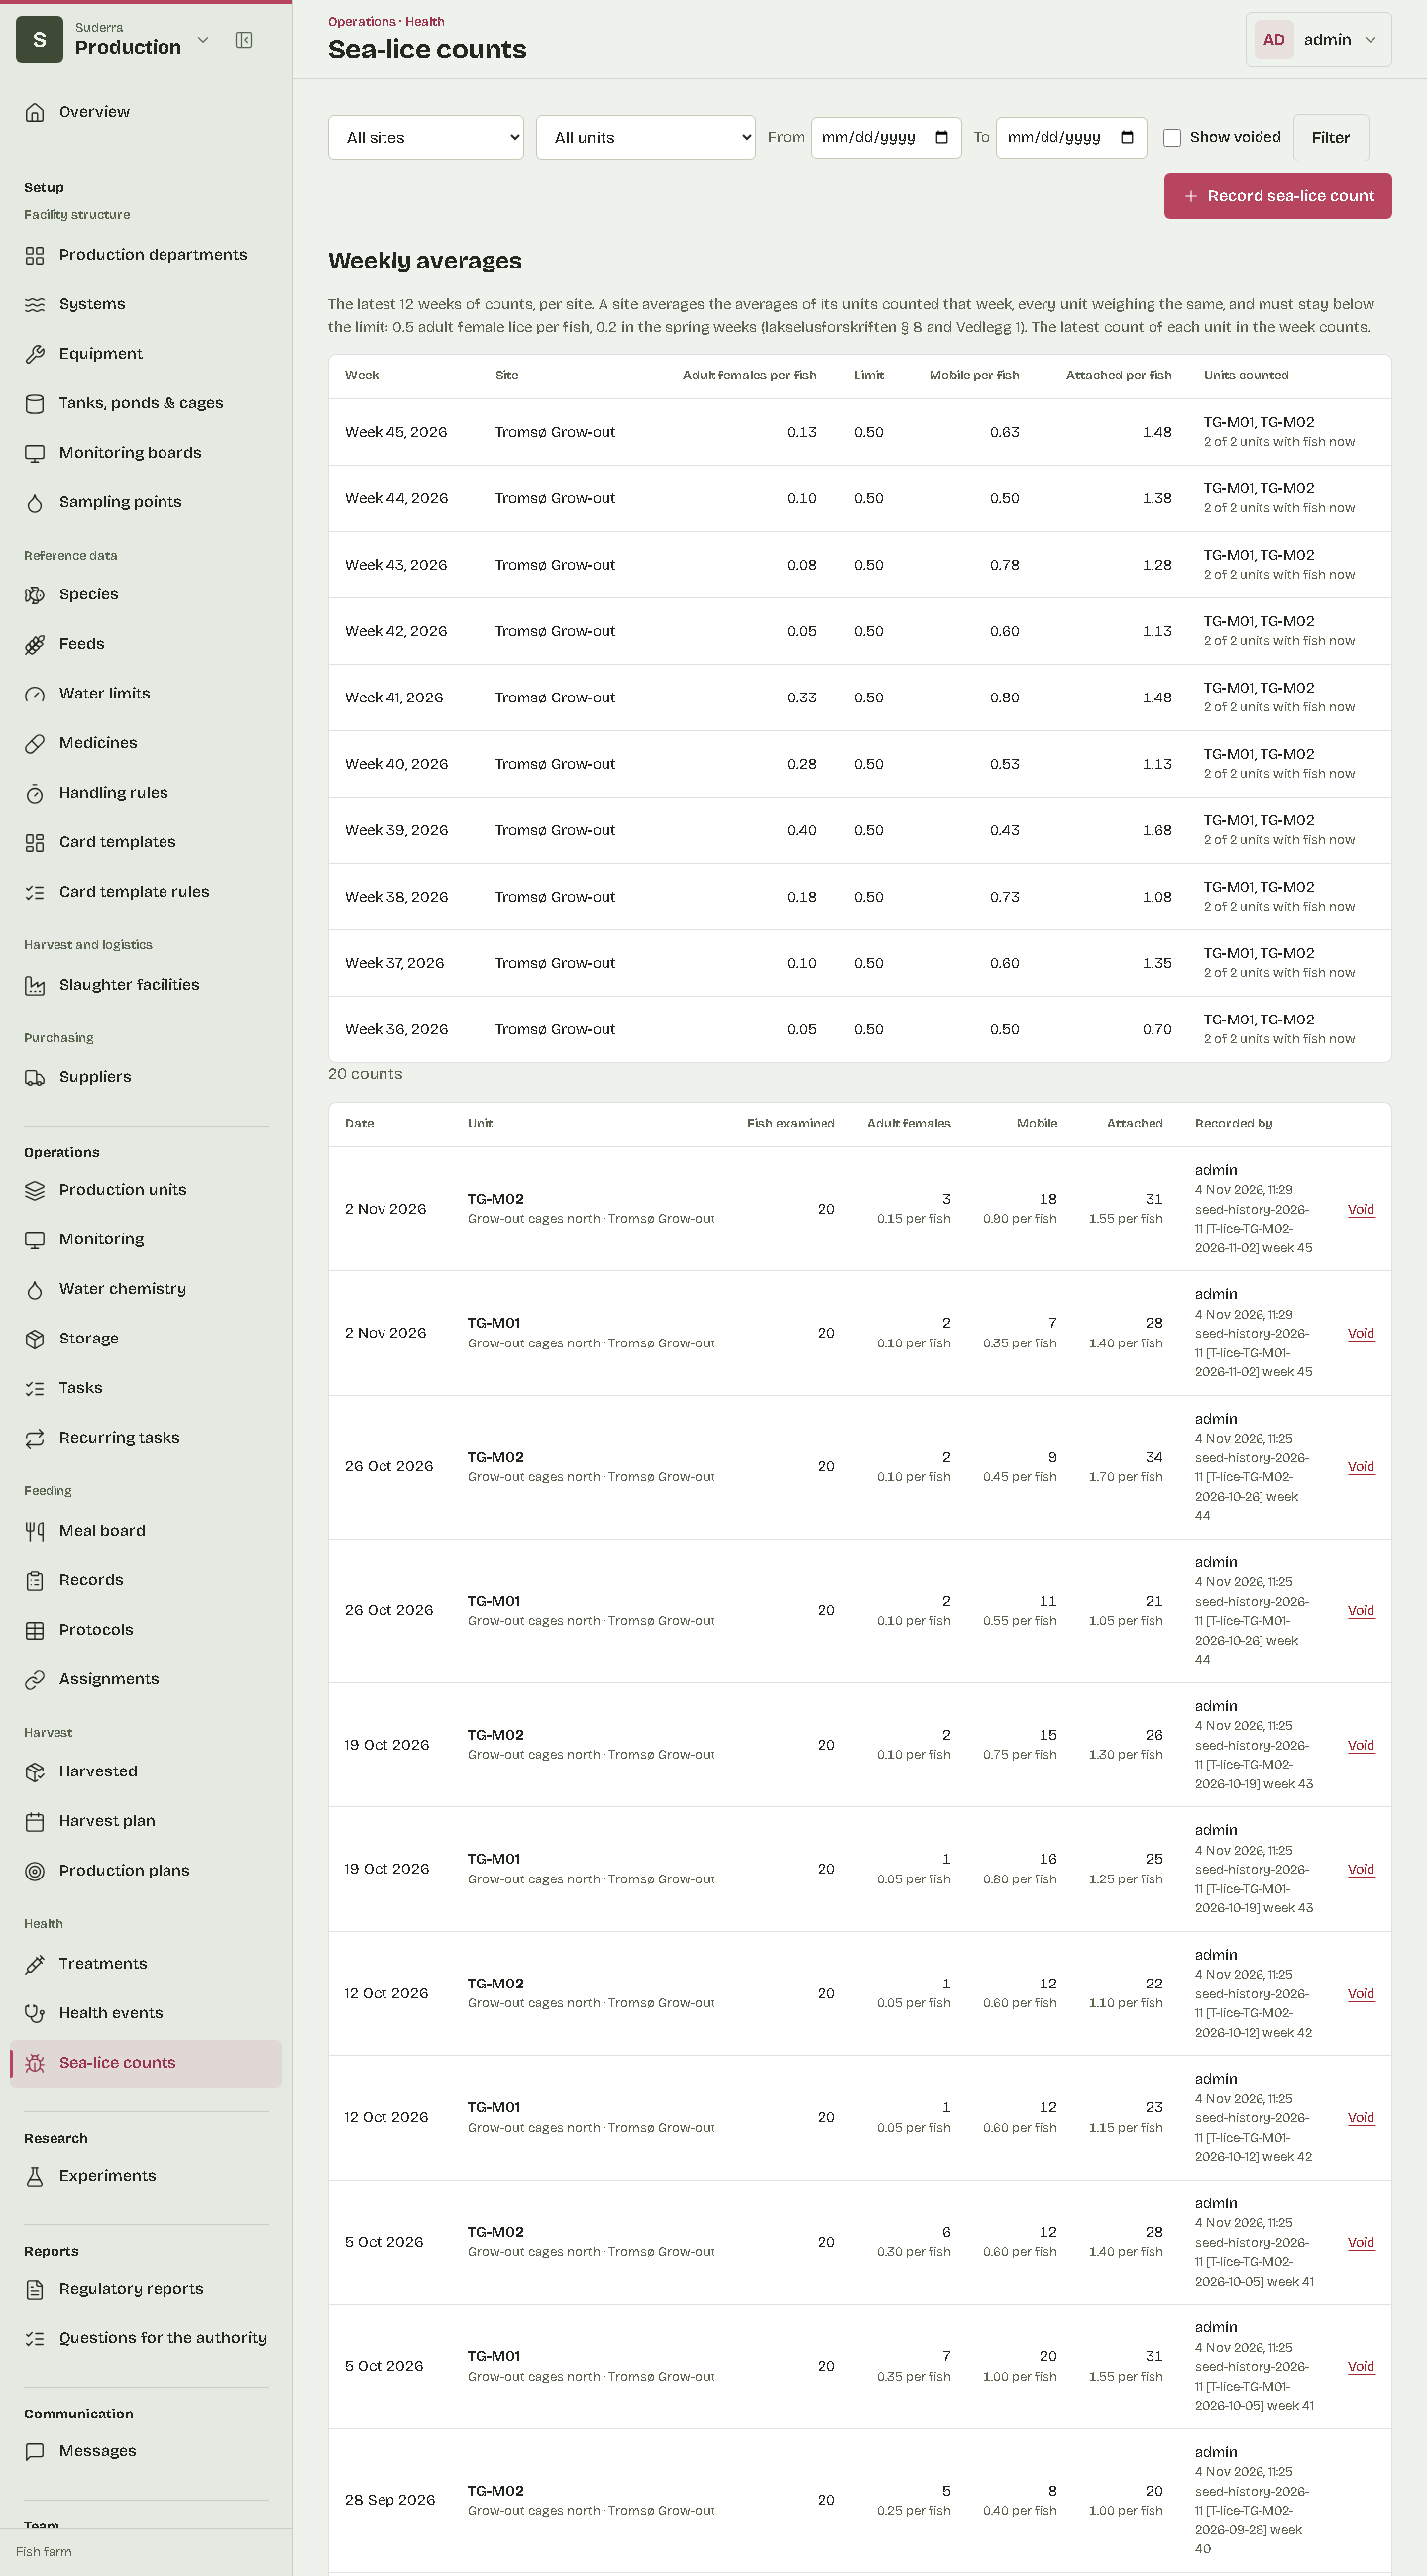 Suderra
Production
Overview
Setup
Facility structure
Production departments
Systems
Equipment
Tanks, ponds & cages
Monitoring boards
Sampling points
Reference data
Species
Feeds
Water limits
Medicines
Handling rules
Card templates
Card template rules
Harvest and logistics
Slaughter facilities
Purchasing
Suppliers
Operations
Production units
Monitoring
Water chemistry
Storage
Tasks
Recurring tasks
Feeding
Meal board
Records
Protocols
Assignments
Harvest
Harvested
Harvest plan
Production plans
Health
Treatments
Health events
Sea-lice counts
Research
Experiments
Reports
Regulatory reports
Questions for the authority
Communication
Messages
Team
Fish farm
Operations · Health
Sea-lice counts
AD admin
All sites All units From mm/dd/yyyy To mm/dd/yyyy Show voided Filter
+ Record sea-lice count
Weekly averages
The latest 12 weeks of counts, per site. A site averages the averages of its units counted that week, every unit weighing the same, and must stay below
the limit: 0.5 adult female lice per fish, 0.2 in the spring weeks (lakselusforskriften § 8 and Vedlegg 1). The latest count of each unit in the week counts.
Week Site Adult females per fish Limit Mobile per fish Attached per fish Units counted
Week 45, 2026 Tromsø Grow-out 0.13 0.50 0.63 1.48 TG-M01, TG-M02
2 of 2 units with fish now
Week 44, 2026 Tromsø Grow-out 0.10 0.50 0.50 1.38 TG-M01, TG-M02
2 of 2 units with fish now
Week 43, 2026 Tromsø Grow-out 0.08 0.50 0.78 1.28 TG-M01, TG-M02
2 of 2 units with fish now
Week 42, 2026 Tromsø Grow-out 0.05 0.50 0.60 1.13 TG-M01, TG-M02
2 of 2 units with fish now
Week 41, 2026 Tromsø Grow-out 0.33 0.50 0.80 1.48 TG-M01, TG-M02
2 of 2 units with fish now
Week 40, 2026 Tromsø Grow-out 0.28 0.50 0.53 1.13 TG-M01, TG-M02
2 of 2 units with fish now
Week 39, 2026 Tromsø Grow-out 0.40 0.50 0.43 1.68 TG-M01, TG-M02
2 of 2 units with fish now
Week 38, 2026 Tromsø Grow-out 0.18 0.50 0.73 1.08 TG-M01, TG-M02
2 of 2 units with fish now
Week 37, 2026 Tromsø Grow-out 0.10 0.50 0.60 1.35 TG-M01, TG-M02
2 of 2 units with fish now
Week 36, 2026 Tromsø Grow-out 0.05 0.50 0.50 0.70 TG-M01, TG-M02
2 of 2 units with fish now
20 counts
Date Unit Fish examined Adult females Mobile Attached Recorded by
2 Nov 2026 TG-M02 20 3 18 31 admin Void
Grow-out cages north · Tromsø Grow-out 0.15 per fish 0.90 per fish 1.55 per fish 4 Nov 2026, 11:29
seed-history-2026-
11 [T-lice-TG-M02-
2026-11-02] week 45
2 Nov 2026 TG-M01 20 2 7 28 admin Void
Grow-out cages north · Tromsø Grow-out 0.10 per fish 0.35 per fish 1.40 per fish 4 Nov 2026, 11:29
seed-history-2026-
11 [T-lice-TG-M01-
2026-11-02] week 45
26 Oct 2026 TG-M02 20 2 9 34 admin Void
Grow-out cages north · Tromsø Grow-out 0.10 per fish 0.45 per fish 1.70 per fish 4 Nov 2026, 11:25
seed-history-2026-
11 [T-lice-TG-M02-
2026-10-26] week
44
26 Oct 2026 TG-M01 20 2 11 21 admin Void
Grow-out cages north · Tromsø Grow-out 0.10 per fish 0.55 per fish 1.05 per fish 4 Nov 2026, 11:25
seed-history-2026-
11 [T-lice-TG-M01-
2026-10-26] week
44
19 Oct 2026 TG-M02 20 2 15 26 admin Void
Grow-out cages north · Tromsø Grow-out 0.10 per fish 0.75 per fish 1.30 per fish 4 Nov 2026, 11:25
seed-history-2026-
11 [T-lice-TG-M02-
2026-10-19] week 43
19 Oct 2026 TG-M01 20 1 16 25 admin Void
Grow-out cages north · Tromsø Grow-out 0.05 per fish 0.80 per fish 1.25 per fish 4 Nov 2026, 11:25
seed-history-2026-
11 [T-lice-TG-M01-
2026-10-19] week 43
12 Oct 2026 TG-M02 20 1 12 22 admin Void
Grow-out cages north · Tromsø Grow-out 0.05 per fish 0.60 per fish 1.10 per fish 4 Nov 2026, 11:25
seed-history-2026-
11 [T-lice-TG-M02-
2026-10-12] week 42
12 Oct 2026 TG-M01 20 1 12 23 admin Void
Grow-out cages north · Tromsø Grow-out 0.05 per fish 0.60 per fish 1.15 per fish 4 Nov 2026, 11:25
seed-history-2026-
11 [T-lice-TG-M01-
2026-10-12] week 42
5 Oct 2026 TG-M02 20 6 12 28 admin Void
Grow-out cages north · Tromsø Grow-out 0.30 per fish 0.60 per fish 1.40 per fish 4 Nov 2026, 11:25
seed-history-2026-
11 [T-lice-TG-M02-
2026-10-05] week 41
5 Oct 2026 TG-M01 20 7 20 31 admin Void
Grow-out cages north · Tromsø Grow-out 0.35 per fish 1.00 per fish 1.55 per fish 4 Nov 2026, 11:25
seed-history-2026-
11 [T-lice-TG-M01-
2026-10-05] week 41
28 Sep 2026 TG-M02 20 5 8 20 admin Void
Grow-out cages north · Tromsø Grow-out 0.25 per fish 0.40 per fish 1.00 per fish 4 Nov 2026, 11:25
seed-history-2026-
11 [T-lice-TG-M02-
2026-09-28] week
40